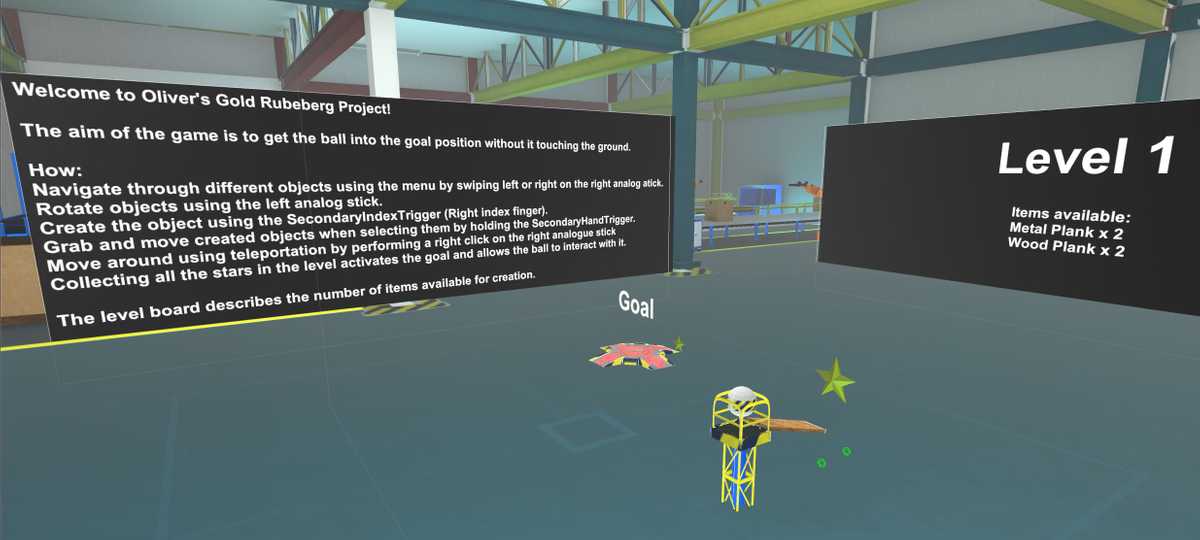 Welcome to Oliver's Gold Rubeberg Project!
The aim of the game is to get the ball into the goal position without it touching the ground.
How:
Navigate through different objects using the menu by swiping left or right on the right analog atick.
Rotate objects using the left analog stick.
Create the object using the SecondaryIndexTrigger (Right index finger).
Grab and move created objects when selecting them by holding the SecondaryHandTrigger.
Move around using teleportation by performing a right click on the right analogue stick
Collecting all the stars in the level activates the goal and allows the ball to interact with it.
The level board describes the number of items available for creation.
Level 1
Items available:
Metal Plank x 2
Wood Plank x 2
Goal